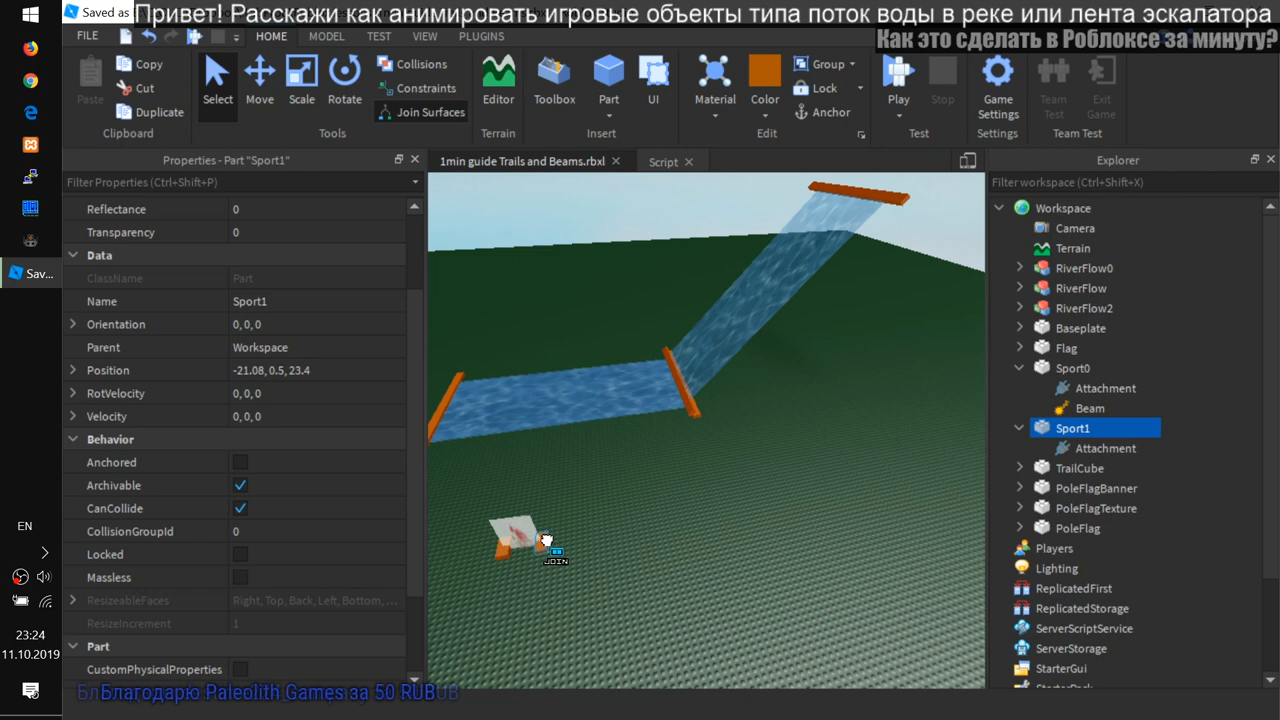 Saved as
Привет! Расскажи как анимировать игровые объекты типа поток воды в реке или лента эскалатора
Как это сделать в Роблоксе за минуту?
FILE HOME MODEL TEST VIEW PLUGINS
Paste Copy Cut Duplicate
Clipboard
Select Move Scale Rotate Collisions Constraints Join Surfaces
Tools
Editor
Terrain
Toolbox Part UI
Insert
Material Color Group Lock Anchor
Edit
Play Stop
Test
Game Settings
Settings
Team Test Exit Game
Team Test
Properties - Part "Sport1"
1min guide Trails and Beams.rbxl Script
Explorer
Filter Properties (Ctrl+Shift+P)
Filter workspace (Ctrl+Shift+X)
Reflectance 0
Transparency 0
Data
ClassName Part
Name Sport1
Orientation 0, 0, 0
Parent Workspace
Position -21.08, 0.5, 23.4
RotVelocity 0, 0, 0
Velocity 0, 0, 0
Behavior
Anchored
Archivable
CanCollide
CollisionGroupId 0
Locked
Massless
ResizeableFaces Right, Top, Back, Left, Bottom, ...
ResizeIncrement 1
Part
CustomPhysicalProperties
JOIN
Workspace
Camera
Terrain
RiverFlow0
RiverFlow
RiverFlow2
Baseplate
Flag
Sport0
Attachment
Beam
Sport1
Attachment
TrailCube
PoleFlagBanner
PoleFlagTexture
PoleFlag
Players
Lighting
ReplicatedFirst
ReplicatedStorage
ServerScriptService
ServerStorage
StarterGui
Sav...
EN
23:24
11.10.2019
Благодарю Paleolith Games за 50 RUB